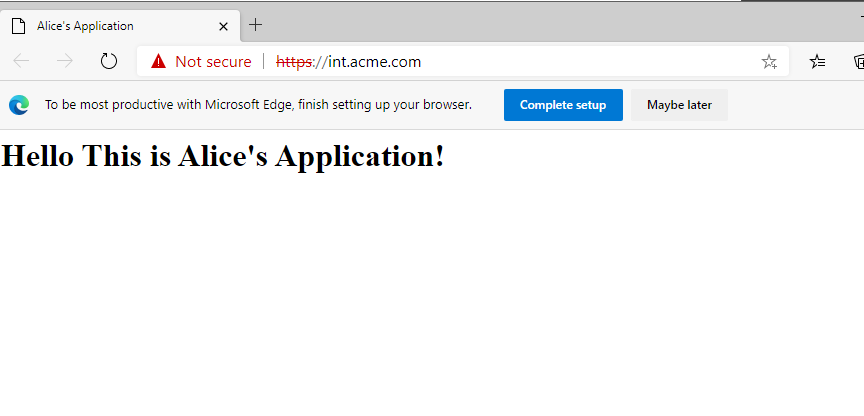 Alice's Application
Not secure | https://int.acme.com
To be most productive with Microsoft Edge, finish setting up your browser. Complete setup Maybe later
Hello This is Alice's Application!